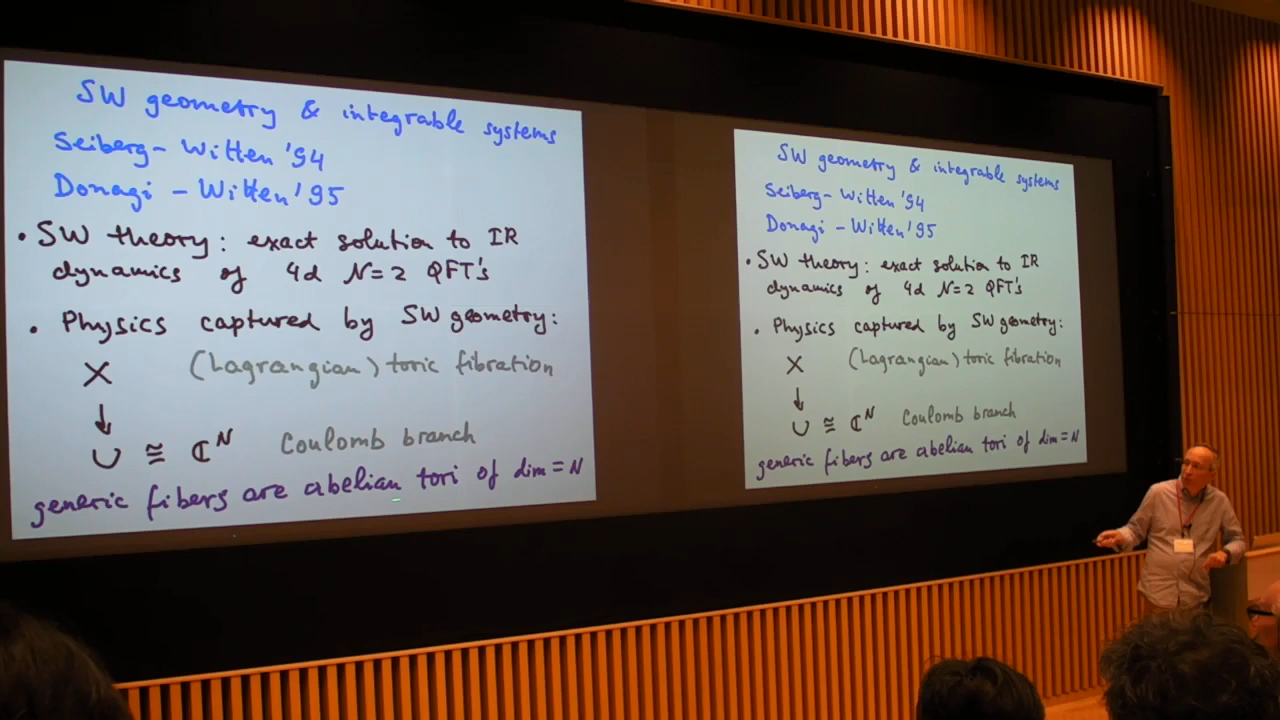 SW geometry & integrable systems
Seiberg - Witten '94
Donagi - Witten '95
• SW theory: exact solution to IR
dynamics of 4d N=2 QFT's
• Physics captured by SW geometry:
X (Lagrangian) toric fibration
↓
U ≅ ℂᴺ Coulomb branch
generic fibers are abelian tori of dim = N
SW geometry & integrable systems
Seiberg - Witten '94
Donagi - Witten '95
• SW theory: exact solution to IR
dynamics of 4d N=2 QFT's
• Physics captured by SW geometry:
X (Lagrangian) toric fibration
↓
U ≅ ℂᴺ Coulomb branch
generic fibers are abelian tori of dim = N